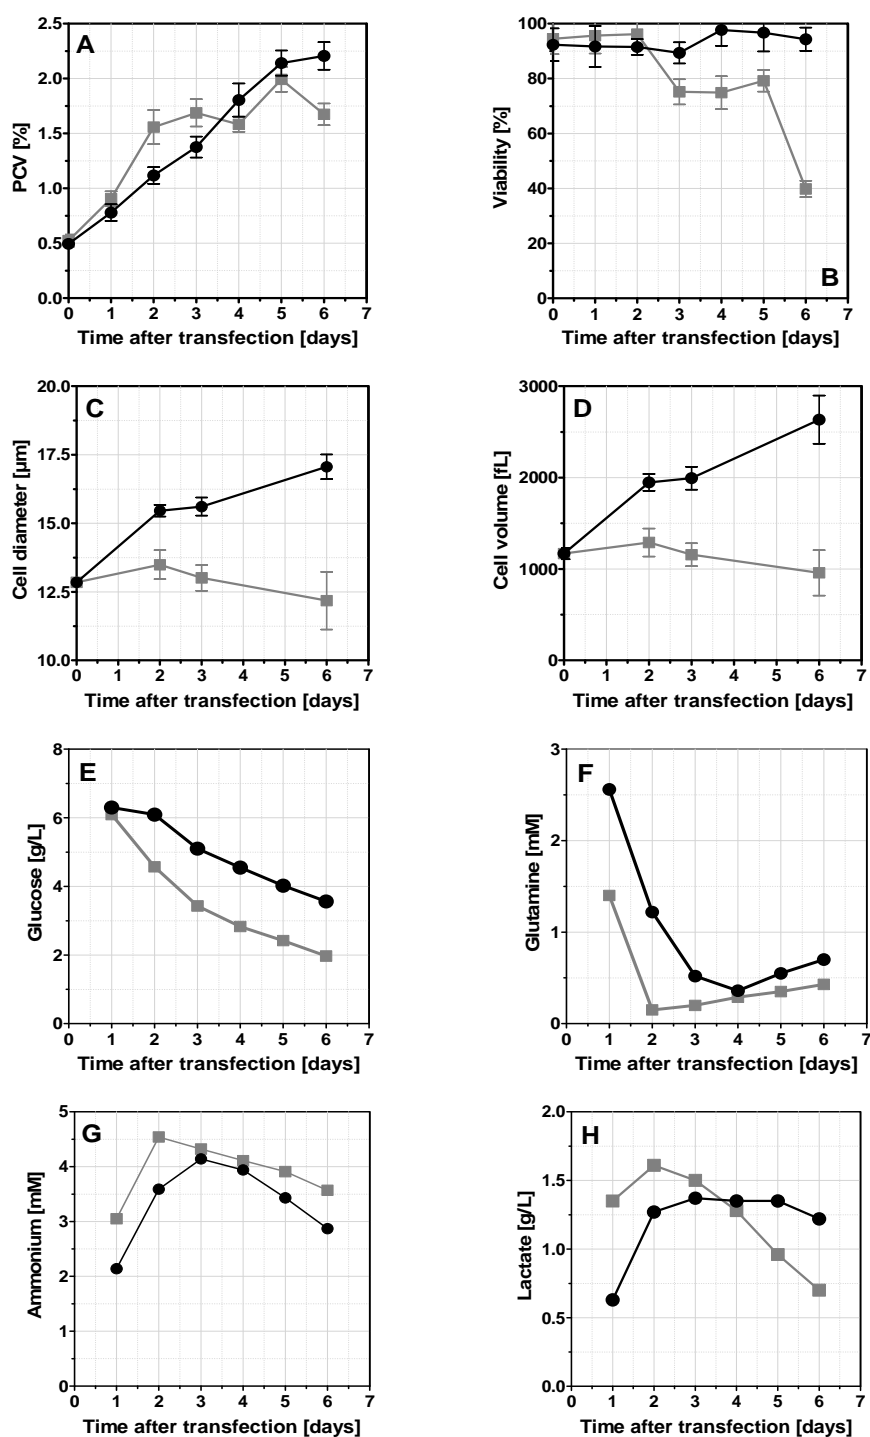 A
PCV [%]
2.5
2.0
1.5
1.0
0.5
0.0
0 1 2 3 4 5 6 7
Time after transfection [days]
B
Viability [%]
100
80
60
40
20
0
0 1 2 3 4 5 6 7
Time after transfection [days]
C
Cell diameter [µm]
20.0
17.5
15.0
12.5
10.0
0 1 2 3 4 5 6 7
Time after transfection [days]
D
Cell volume [fL]
3000
2000
1000
0
0 1 2 3 4 5 6 7
Time after transfection [days]
E
Glucose [g/L]
8
6
4
2
0
0 1 2 3 4 5 6 7
Time after transfection [days]
F
Glutamine [mM]
3
2
1
0
0 1 2 3 4 5 6 7
Time after transfection [days]
G
Ammonium [mM]
5
4
3
2
1
0
0 1 2 3 4 5 6 7
Time after transfection [days]
H
Lactate [g/L]
2.0
1.5
1.0
0.5
0.0
0 1 2 3 4 5 6 7
Time after transfection [days]